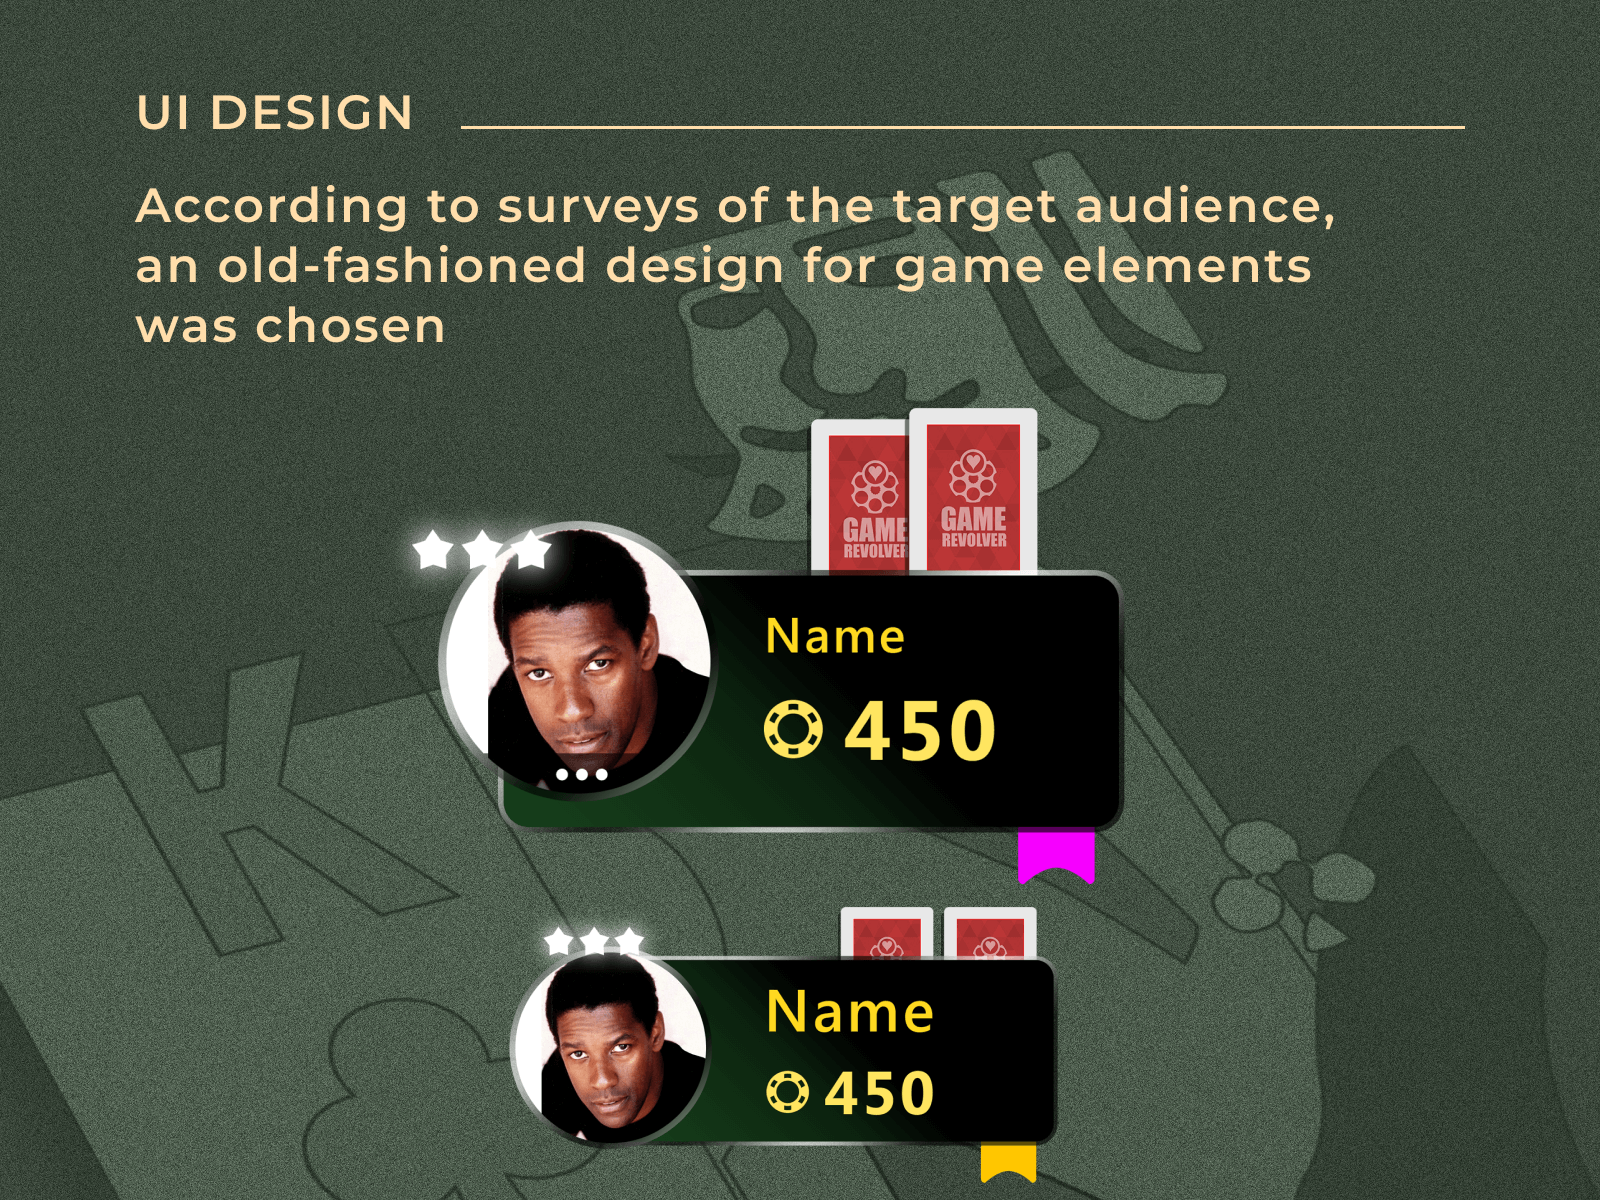 UI DESIGN
According to surveys of the target audience,
an old-fashioned design for game elements
was chosen
GAME
REVOLVER
GAME
REVOLVER
Name
450
Name
450
K